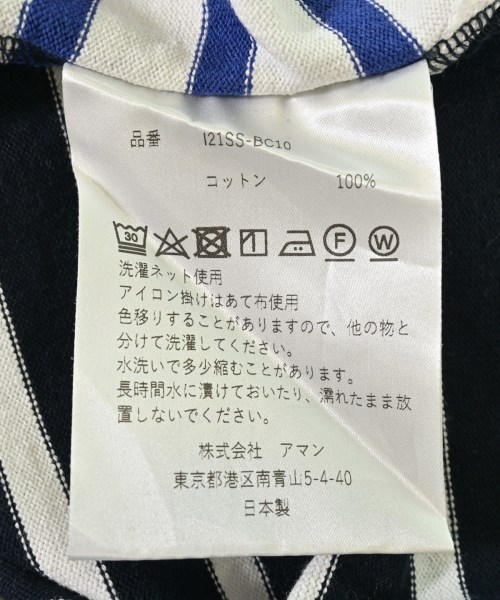 品番 I21SS-BC10
コットン 100%
30 F W
洗濯ネット使用
アイロン掛けはあて布使用
色移りすることがありますので、他の物と
分けて洗濯してください。
水洗いで多少縮むことがあります。
長時間水に漬けておいたり、濡れたまま放
置しないでください。
株式会社 アマン
東京都港区南青山5-4-40
日本製